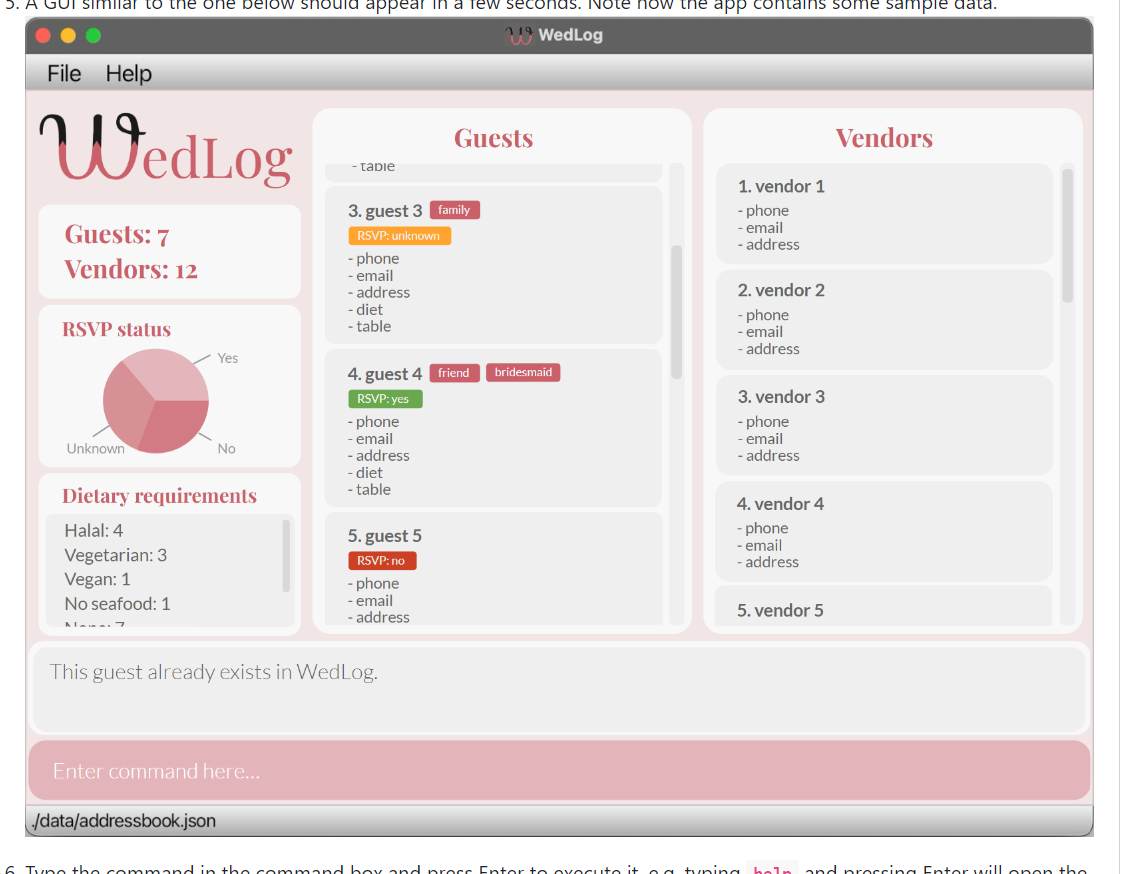 5. A GUI similar to the one below should appear in a few seconds. Note how the app contains some sample data.
WedLog
File Help
WedLog
Guests: 7
Vendors: 12
RSVP status
Yes
Unknown
No
Dietary requirements
Halal: 4
Vegetarian: 3
Vegan: 1
No seafood: 1
None: 7
Guests
- table
3. guest 3 family
RSVP: unknown
- phone
- email
- address
- diet
- table
4. guest 4 friend bridesmaid
RSVP: yes
- phone
- email
- address
- diet
- table
5. guest 5
RSVP: no
- phone
- email
- address
Vendors
1. vendor 1
- phone
- email
- address
2. vendor 2
- phone
- email
- address
3. vendor 3
- phone
- email
- address
4. vendor 4
- phone
- email
- address
5. vendor 5
This guest already exists in WedLog.
Enter command here...
./data/addressbook.json
6. Type the command in the command box and press Enter to execute it. e.g. typing help and pressing Enter will open the